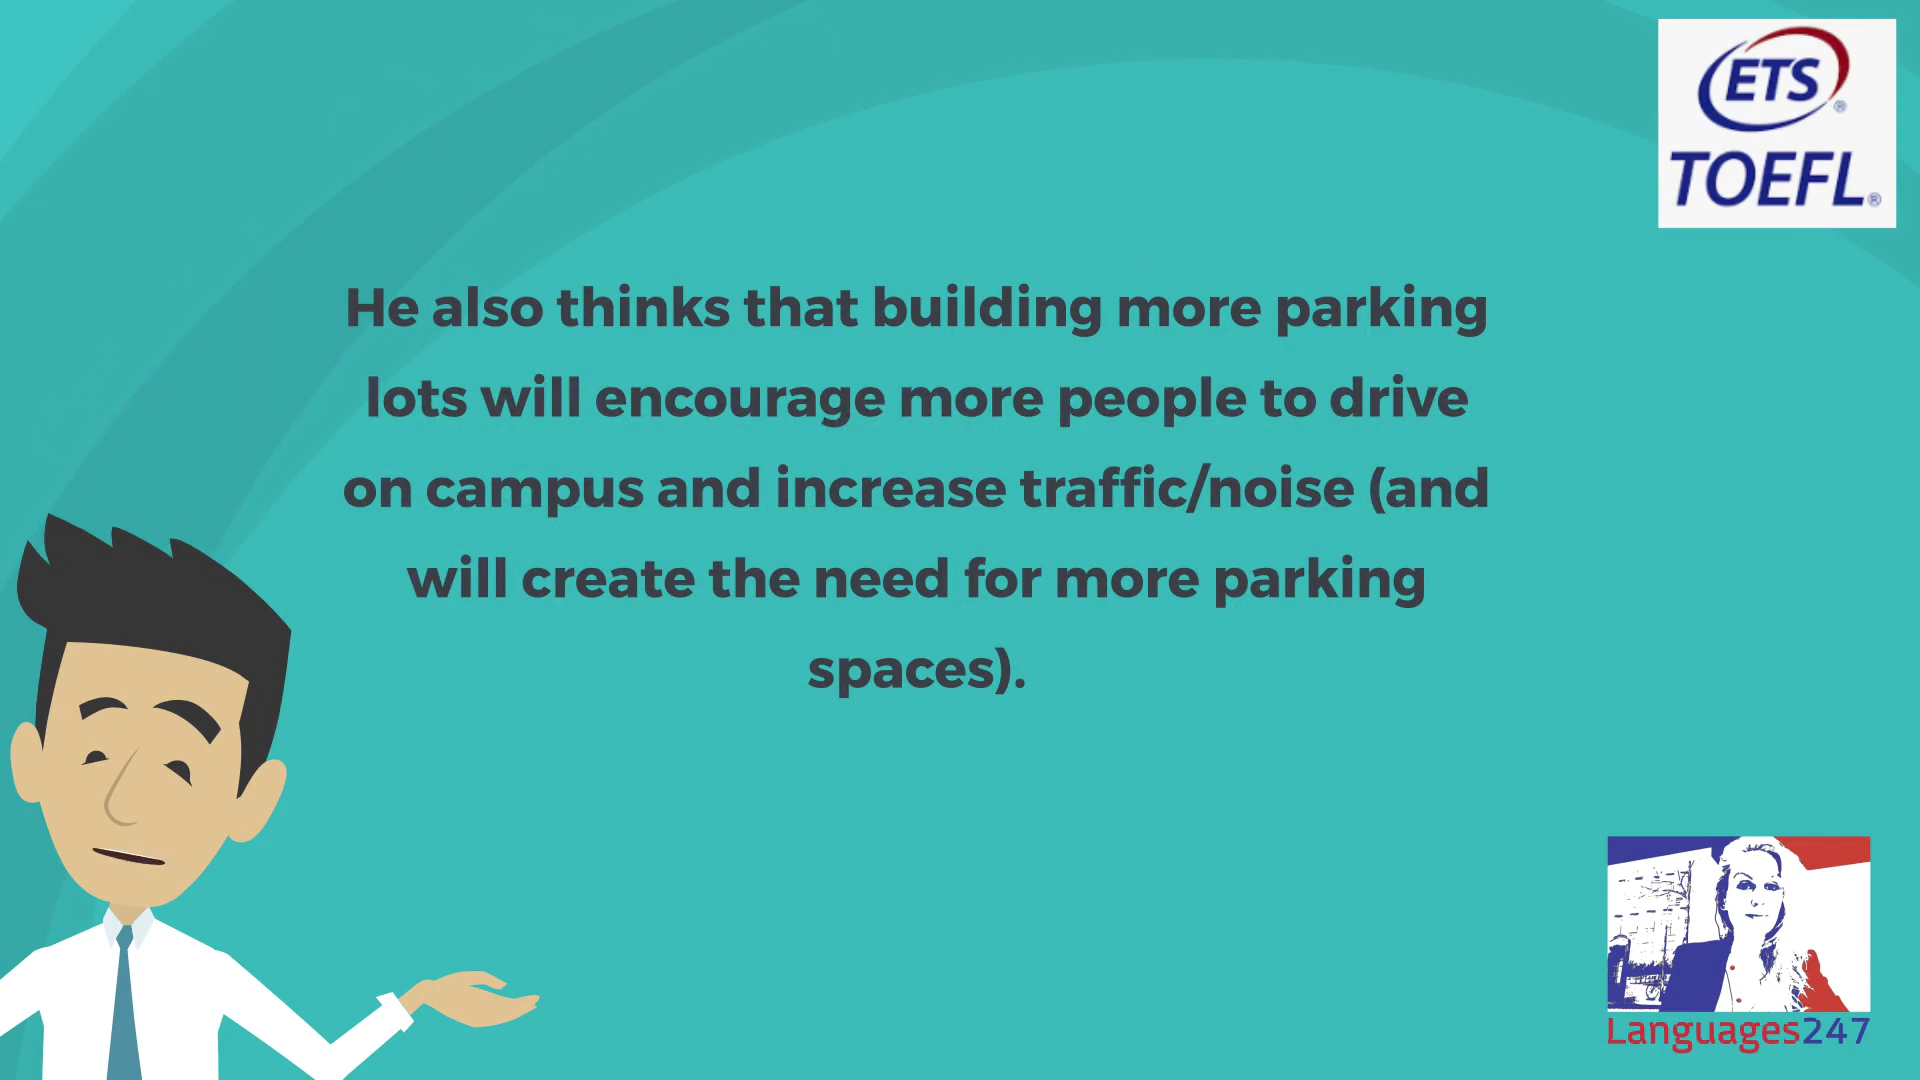 ETS®
TOEFL®
He also thinks that building more parking
lots will encourage more people to drive
on campus and increase traffic/noise (and
will create the need for more parking
spaces).
Languages247